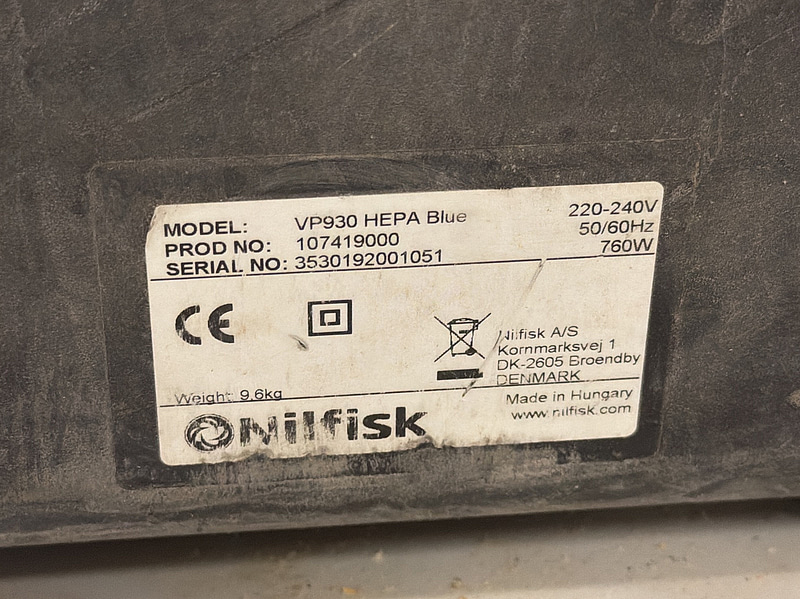 MODEL: VP930 HEPA Blue 220-240V
PROD NO: 107419000 50/60Hz
SERIAL NO: 3530192001051 760W
CE
Nilfisk A/S
Kornmarksvej 1
DK-2605 Broendby
DENMARK
Weight: 9.6kg
Made in Hungary
Nilfisk
www.nilfisk.com